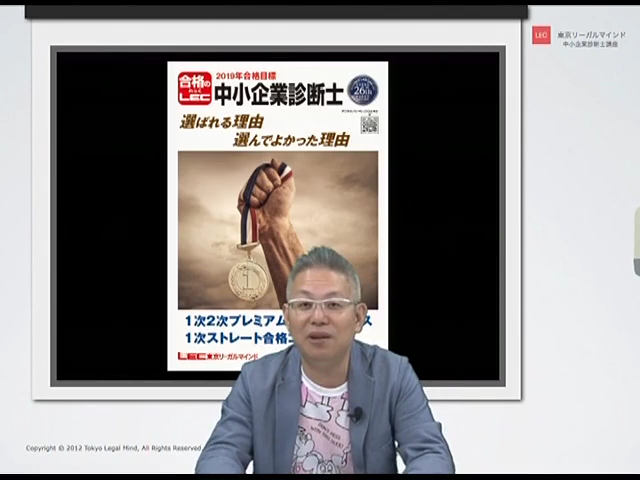 LEC 東京リーガルマインド
中小企業診断士講座
合格の
LEC
2019年合格目標
中小企業診断士
26th
選ばれる理由
選んでよかった理由
1次2次プレミアム
ス
1次ストレート合格
LEC東京リーガルマインド
Copyright © 2012 Tokyo Legal Mind, All Rights Reserved.